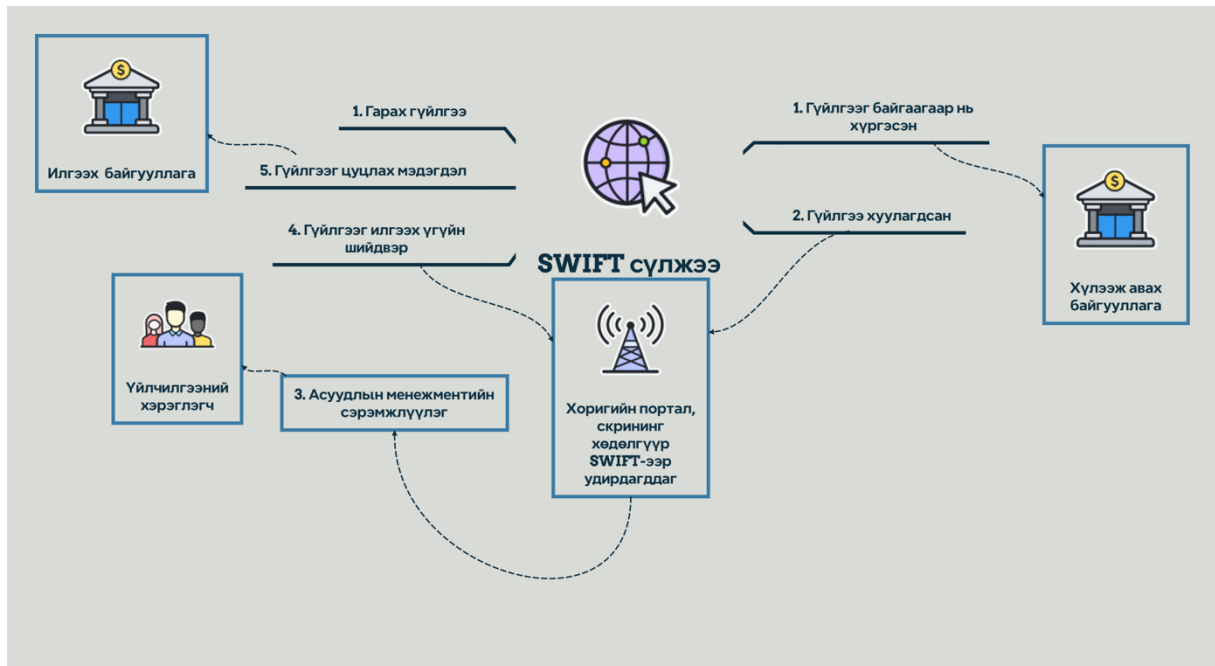 Илгээх байгууллага
1. Гарах гүйлгээ
5. Гүйлгээг цуцлах мэдэгдэл
4. Гүйлгээг илгээх үгүйн
шийдвэр
1. Гүйлгээг байгаагаар нь
хүргэсэн
2. Гүйлгээ хуулагдсан
Хүлээж авах
байгууллага
SWIFT сүлжээ
Үйлчилгээний
хэрэглэгч
3. Асуудлын менежментийн
сэрэмжлүүлэг
Хоригийн портал,
скрининг
хөдөлгүүр
SWIFT-ээр
удирдагддаг